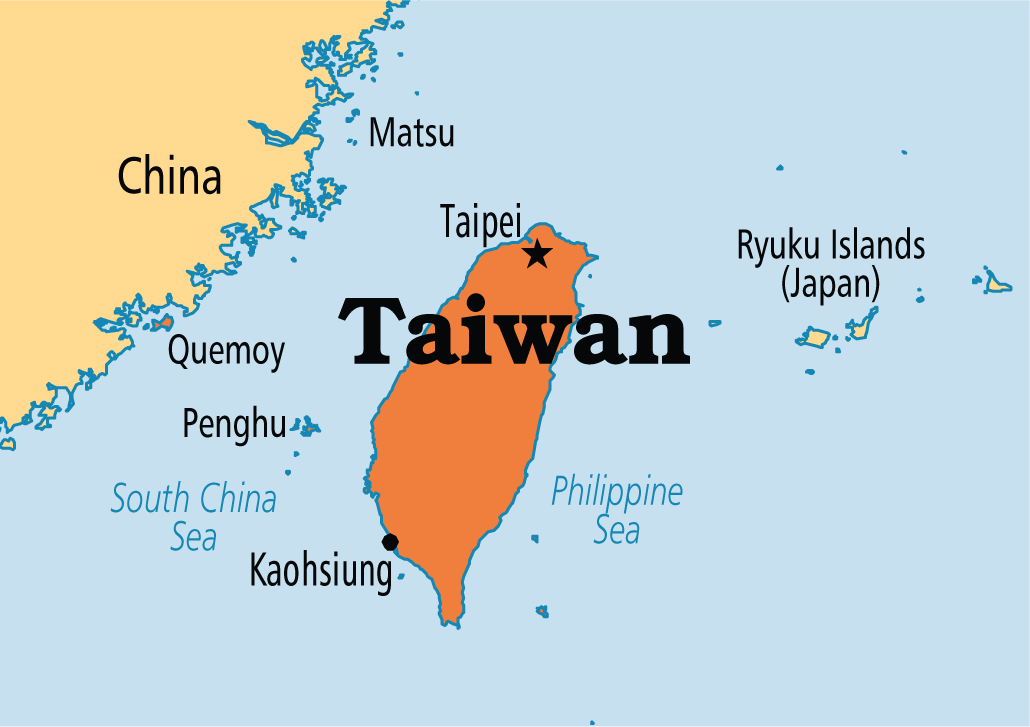 Matsu
China
Taipei
Ryuku Islands
(Japan)
Taiwan
Quemoy
Penghu
South China
Sea
Philippine
Sea
Kaohsiung